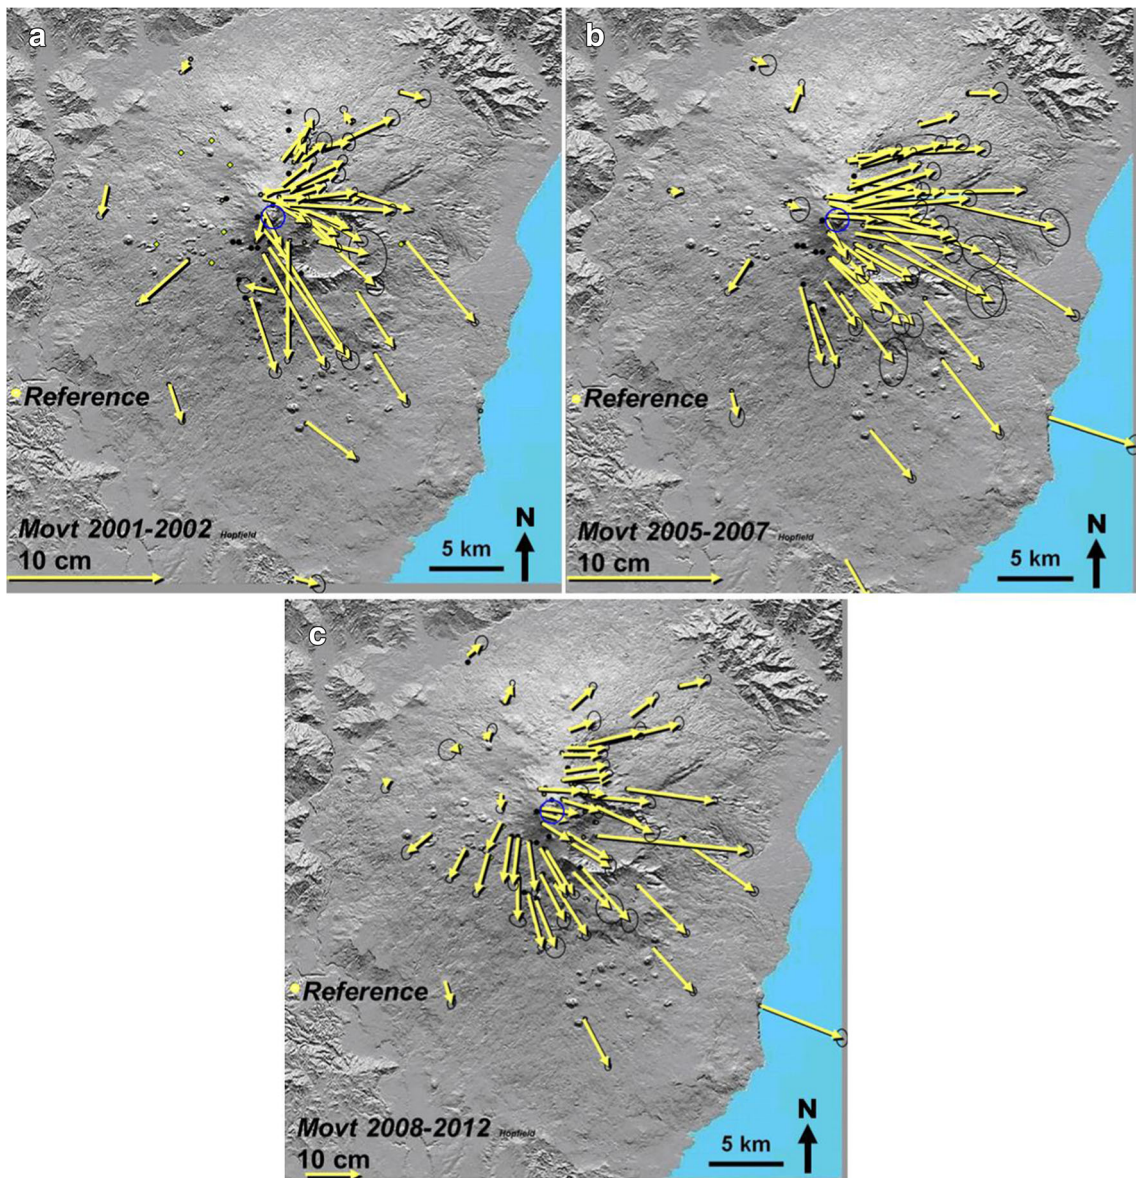 a
Reference
Movt 2001-2002 Hopfield
10 cm
5 km
N
b
Reference
Movt 2005-2007 Hopfield
10 cm
5 km
N
c
Reference
Movt 2008-2012 Hopfield
10 cm
5 km
N